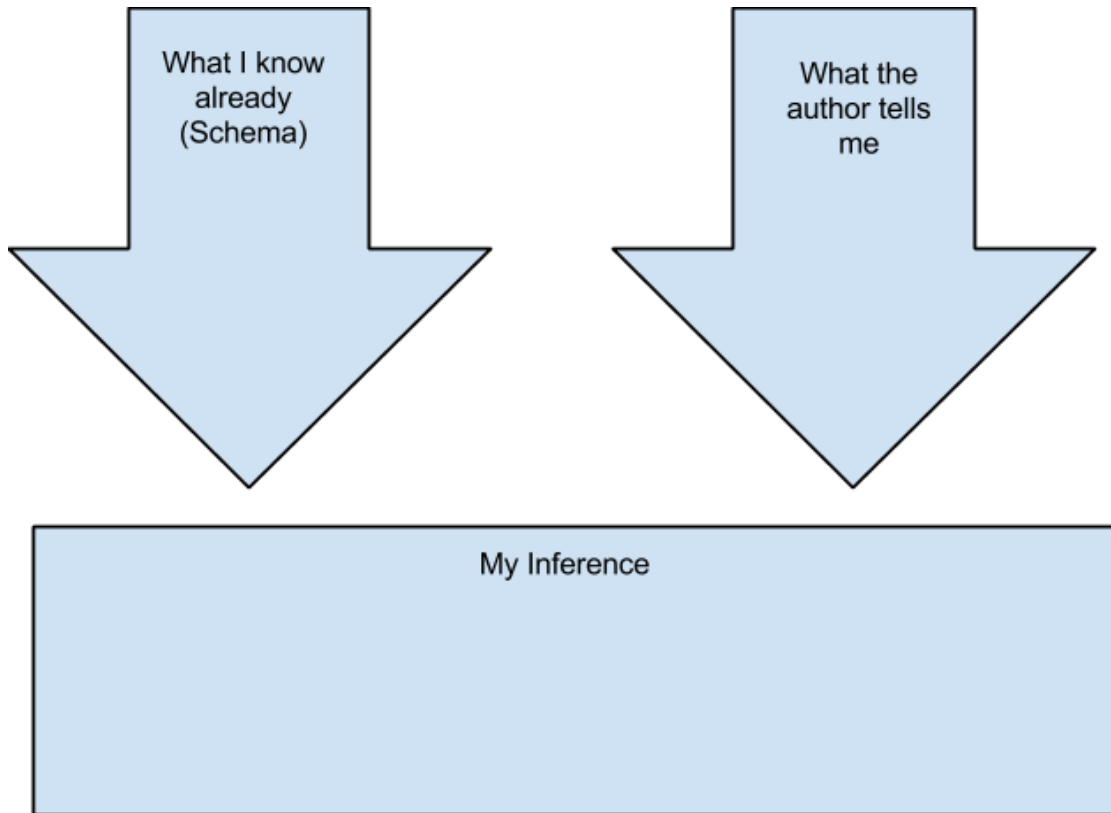 What I know
already
(Schema)
What the
author tells
me
My Inference